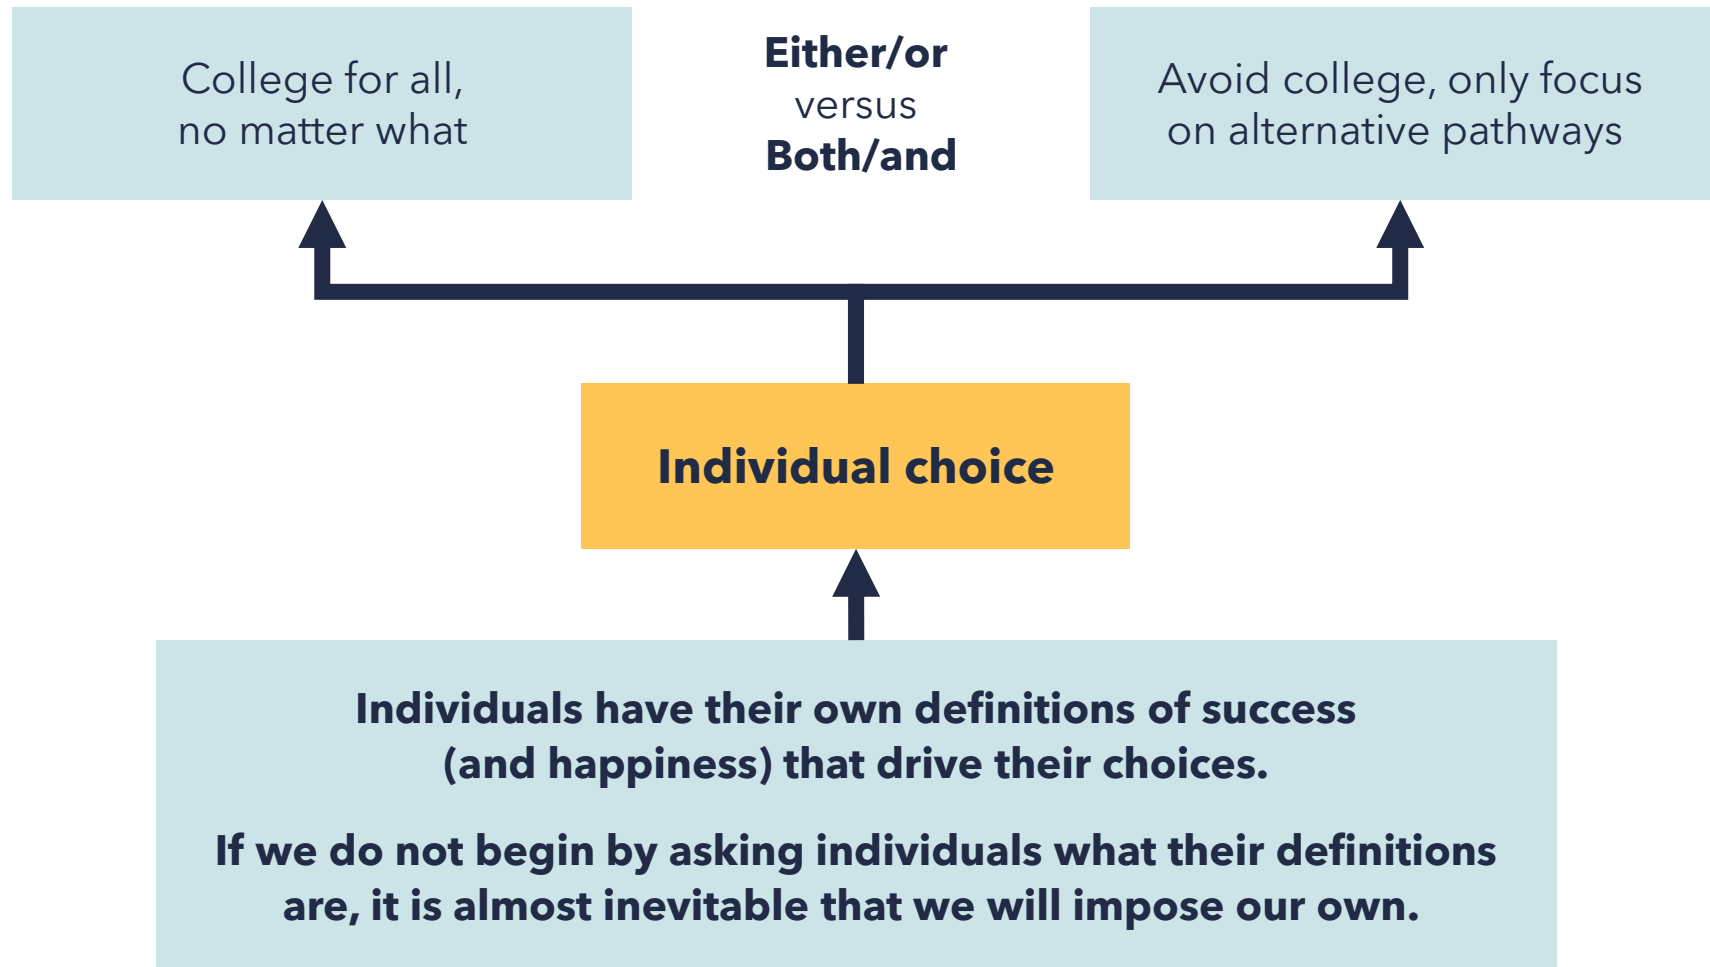 College for all,
no matter what
Either/or
versus
Both/and
Avoid college, only focus
on alternative pathways
Individual choice
Individuals have their own definitions of success
(and happiness) that drive their choices.
If we do not begin by asking individuals what their definitions
are, it is almost inevitable that we will impose our own.